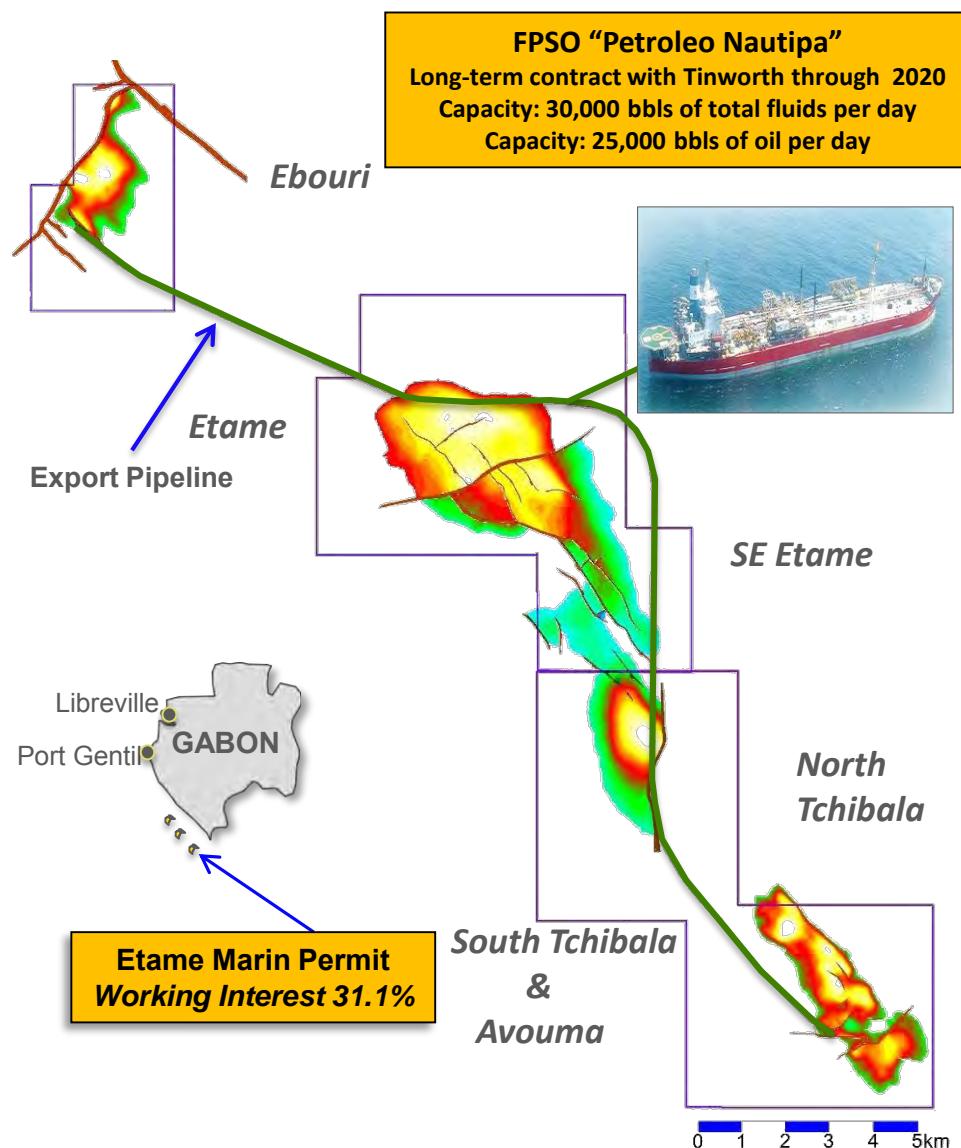 FPSO “Petroleo Nautipa”
Long-term contract with Tinworth through 2020
Capacity: 30,000 bbls of total fluids per day
Capacity: 25,000 bbls of oil per day
Ebouri
Etame
Export Pipeline
SE Etame
Libreville
Port Gentil
GABON
North
Tchibala
Etame Marin Permit
Working Interest 31.1%
South Tchibala
&
Avouma
0 1 2 3 4 5km